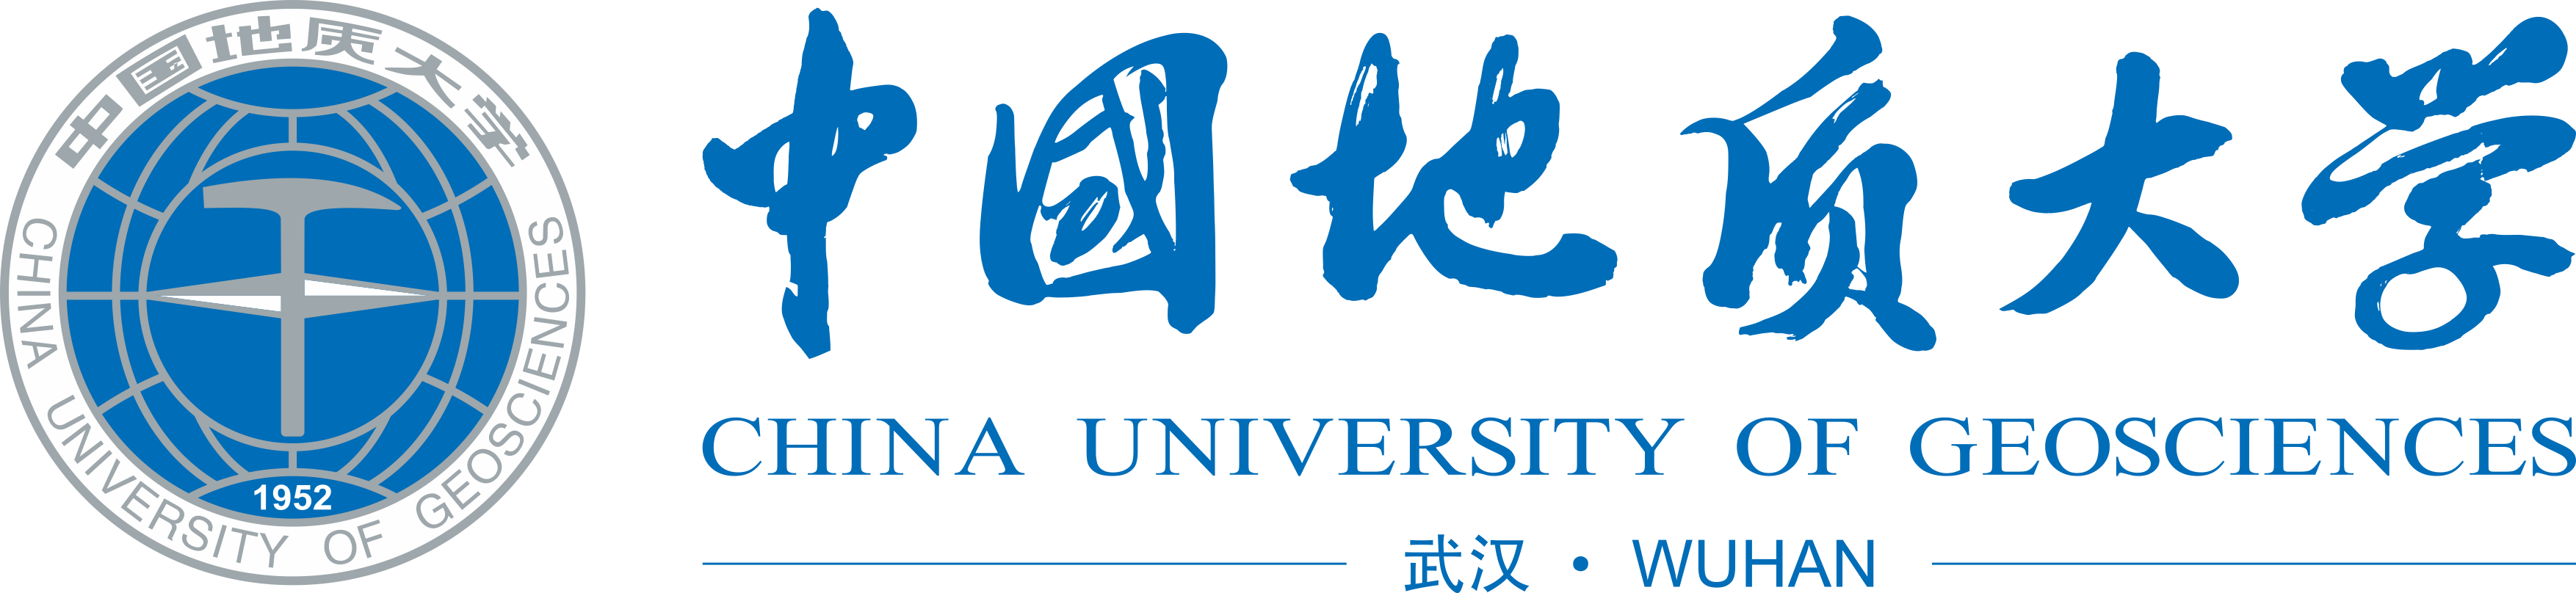 中国地质大学
CHINA UNIVERSITY OF GEOSCIENCES
1952
中國地质大学
CHINA UNIVERSITY OF GEOSCIENCES
武汉 · WUHAN